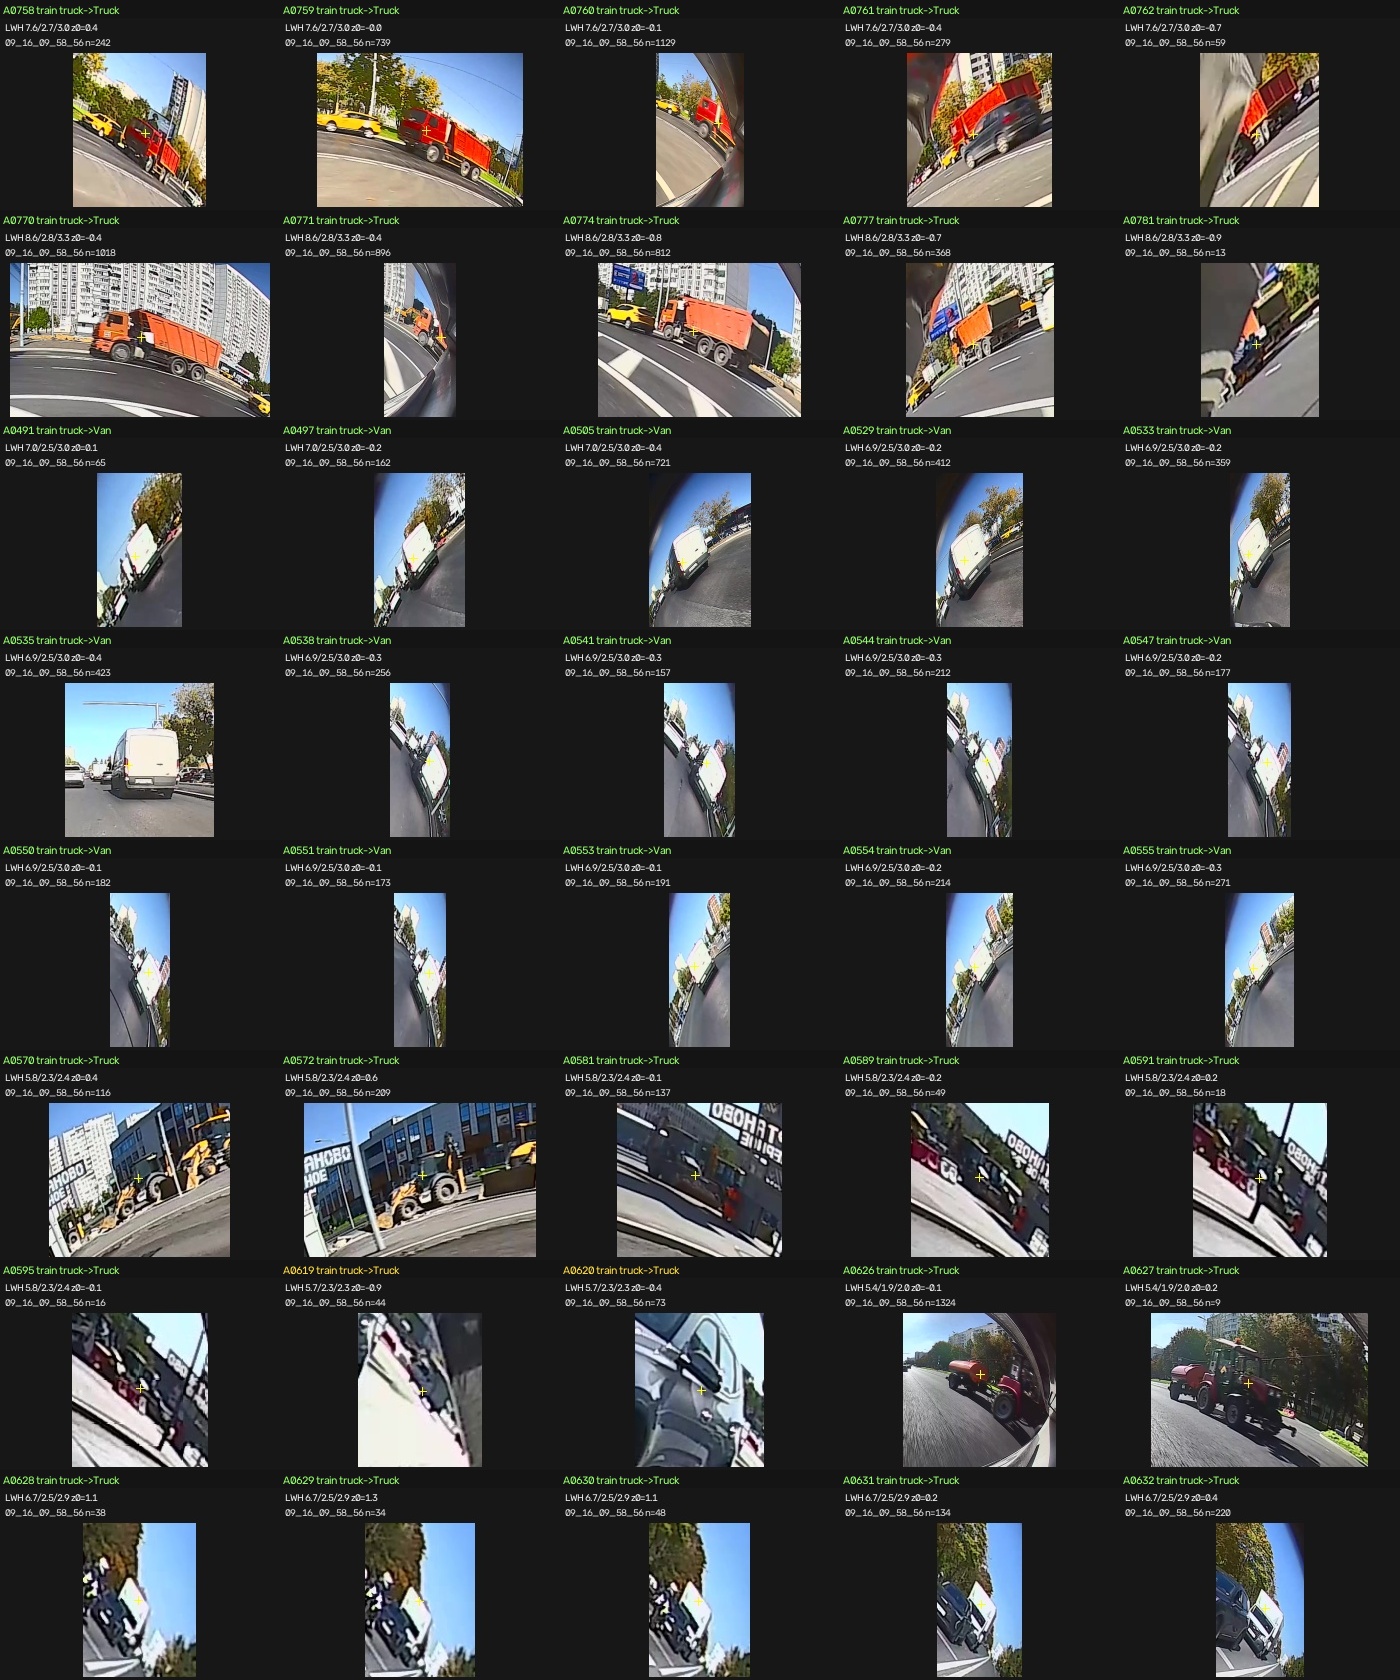 A0758 train truck->Truck
LWH 7.6/2.7/3.0 z0=0.4
09_16_09_58_56 n=242
A0759 train truck->Truck
LWH 7.6/2.7/3.0 z0=-0.0
09_16_09_58_56 n=739
A0760 train truck->Truck
LWH 7.6/2.7/3.0 z0=-0.1
09_16_09_58_56 n=1129
A0761 train truck->Truck
LWH 7.6/2.7/3.0 z0=-0.4
09_16_09_58_56 n=279
A0762 train truck->Truck
LWH 7.6/2.7/3.0 z0=-0.7
09_16_09_58_56 n=59
A0770 train truck->Truck
LWH 8.6/2.8/3.3 z0=-0.4
09_16_09_58_56 n=1018
A0771 train truck->Truck
LWH 8.6/2.8/3.3 z0=-0.4
09_16_09_58_56 n=896
A0774 train truck->Truck
LWH 8.6/2.8/3.3 z0=-0.8
09_16_09_58_56 n=812
A0777 train truck->Truck
LWH 8.6/2.8/3.3 z0=-0.7
09_16_09_58_56 n=368
A0781 train truck->Truck
LWH 8.6/2.8/3.3 z0=-0.9
09_16_09_58_56 n=13
A0491 train truck->Van
LWH 7.0/2.5/3.0 z0=0.1
09_16_09_58_56 n=65
A0497 train truck->Van
LWH 7.0/2.5/3.0 z0=-0.2
09_16_09_58_56 n=162
A0505 train truck->Van
LWH 7.0/2.5/3.0 z0=-0.4
09_16_09_58_56 n=721
A0529 train truck->Van
LWH 6.9/2.5/3.0 z0=-0.2
09_16_09_58_56 n=412
A0533 train truck->Van
LWH 6.9/2.5/3.0 z0=-0.2
09_16_09_58_56 n=359
A0535 train truck->Van
LWH 6.9/2.5/3.0 z0=-0.4
09_16_09_58_56 n=423
A0538 train truck->Van
LWH 6.9/2.5/3.0 z0=-0.3
09_16_09_58_56 n=256
A0541 train truck->Van
LWH 6.9/2.5/3.0 z0=-0.3
09_16_09_58_56 n=157
A0544 train truck->Van
LWH 6.9/2.5/3.0 z0=-0.3
09_16_09_58_56 n=212
A0547 train truck->Van
LWH 6.9/2.5/3.0 z0=-0.2
09_16_09_58_56 n=177
A0550 train truck->Van
LWH 6.9/2.5/3.0 z0=-0.1
09_16_09_58_56 n=182
A0551 train truck->Van
LWH 6.9/2.5/3.0 z0=-0.1
09_16_09_58_56 n=173
A0553 train truck->Van
LWH 6.9/2.5/3.0 z0=-0.1
09_16_09_58_56 n=191
A0554 train truck->Van
LWH 6.9/2.5/3.0 z0=-0.2
09_16_09_58_56 n=214
A0555 train truck->Van
LWH 6.9/2.5/3.0 z0=-0.3
09_16_09_58_56 n=271
A0570 train truck->Truck
LWH 5.8/2.3/2.4 z0=0.4
09_16_09_58_56 n=116
A0572 train truck->Truck
LWH 5.8/2.3/2.4 z0=0.6
09_16_09_58_56 n=209
A0581 train truck->Truck
LWH 5.8/2.3/2.4 z0=-0.1
09_16_09_58_56 n=137
A0589 train truck->Truck
LWH 5.8/2.3/2.4 z0=-0.2
09_16_09_58_56 n=49
A0591 train truck->Truck
LWH 5.8/2.3/2.4 z0=0.2
09_16_09_58_56 n=18
A0595 train truck->Truck
LWH 5.8/2.3/2.4 z0=-0.1
09_16_09_58_56 n=16
A0619 train truck->Truck
LWH 5.7/2.3/2.3 z0=-0.9
09_16_09_58_56 n=44
A0620 train truck->Truck
LWH 5.7/2.3/2.3 z0=-0.4
09_16_09_58_56 n=73
A0626 train truck->Truck
LWH 5.4/1.9/2.0 z0=-0.1
09_16_09_58_56 n=1324
A0627 train truck->Truck
LWH 5.4/1.9/2.0 z0=0.2
09_16_09_58_56 n=9
A0628 train truck->Truck
LWH 6.7/2.5/2.9 z0=1.1
09_16_09_58_56 n=38
A0629 train truck->Truck
LWH 6.7/2.5/2.9 z0=1.3
09_16_09_58_56 n=34
A0630 train truck->Truck
LWH 6.7/2.5/2.9 z0=1.1
09_16_09_58_56 n=48
A0631 train truck->Truck
LWH 6.7/2.5/2.9 z0=0.2
09_16_09_58_56 n=134
A0632 train truck->Truck
LWH 6.7/2.5/2.9 z0=0.4
09_16_09_58_56 n=220